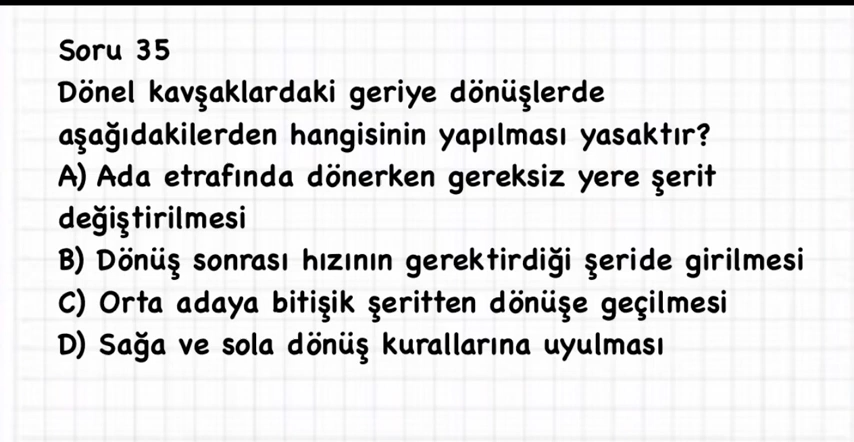 Soru 35
Dönel kavşaklardaki geriye dönüşlerde
aşağıdakilerden hangisinin yapılması yasaktır?
A) Ada etrafında dönerken gereksiz yere şerit
değiştirilmesi
B) Dönüş sonrası hızının gerektirdiği şeride girilmesi
C) Orta adaya bitişik şeritten dönüşe geçilmesi
D) Sağa ve sola dönüş kurallarına uyulması